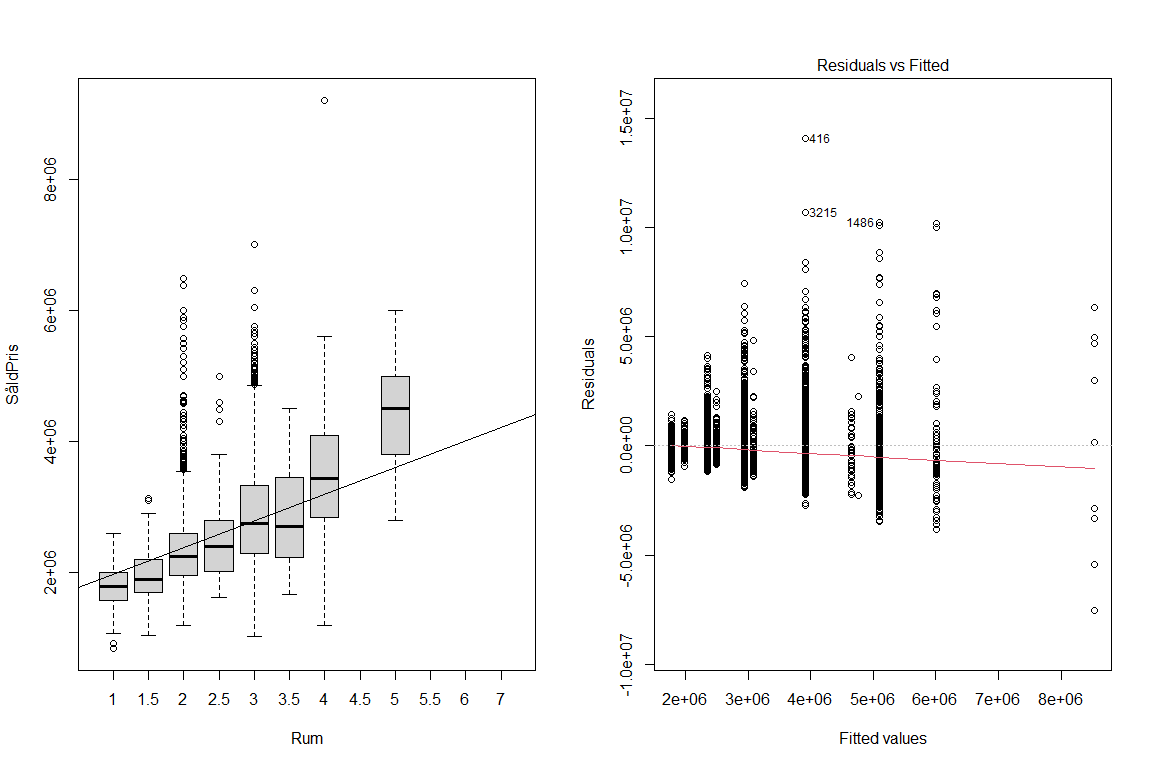 SåldPris
8e+06
6e+06
4e+06
2e+06
1 1.5 2 2.5 3 3.5 4 5 5.5 6 7
Rum
Residuals vs Fitted
Residuals
1.5e+07
1.0e+07
5.0e+06
0.0e+00
-5.0e+06
-1.0e+07
416
3215
1486
2e+06 3e+06 4e+06 5e+06 6e+06 7e+06 8e+06
Fitted values